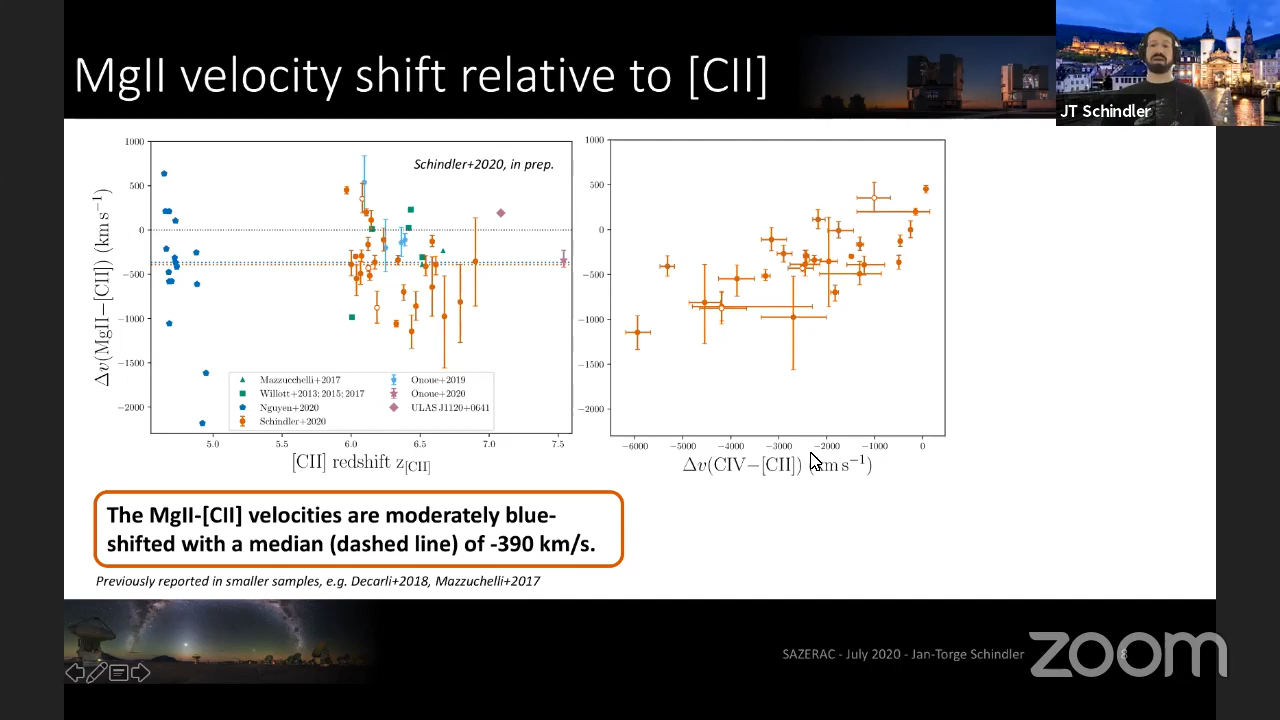 MgII velocity shift relative to [CII]
JT Schindler
1000
500
0
−500
−1000
−1500
−2000
Δv(MgII−[CII]) (km s⁻¹)
Schindler+2020, in prep.
Mazzucchelli+2017
Willott+2013; 2015; 2017
Nguyen+2020
Schindler+2020
Onoue+2019
Onoue+2020
ULAS J1120+0641
5.0 5.5 6.0 6.5 7.0 7.5
[CII] redshift z[CII]
1000
500
0
−500
−1000
−1500
−2000
−6000 −5000 −4000 −3000 −2000 −1000 0
Δv(CIV−[CII]) (km s⁻¹)
The MgII-[CII] velocities are moderately blue-
shifted with a median (dashed line) of -390 km/s.
Previously reported in smaller samples, e.g. Decarli+2018, Mazzuchelli+2017
SAZERAC - July 2020 - Jan-Torge Schindler
8
zoom